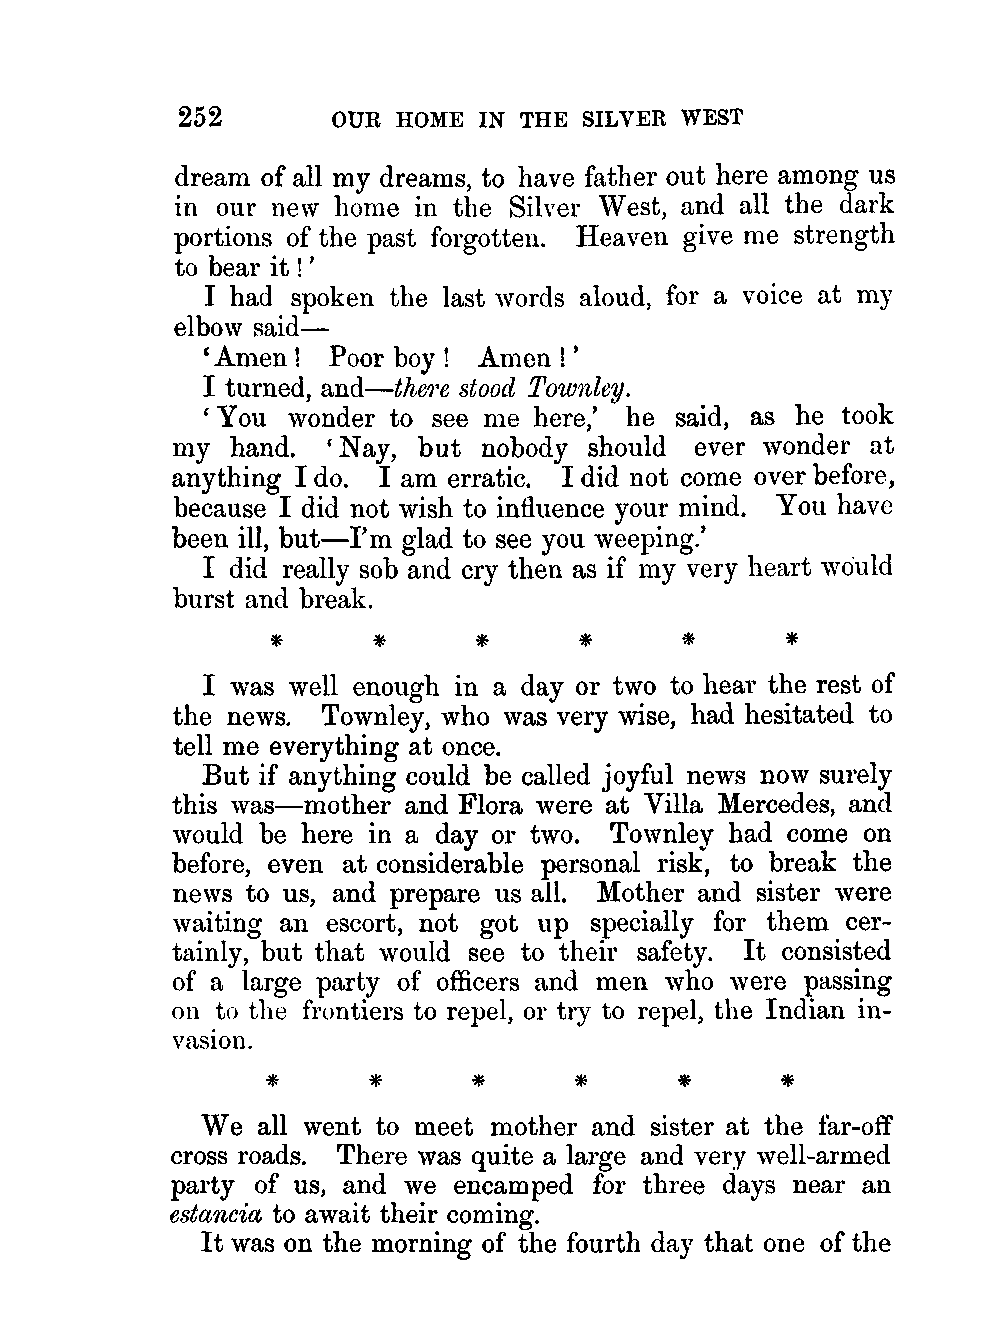 252 OUR HOME IN THE SILVER WEST
dream of all my dreams, to have father out here among us
in our new home in the Silver West, and all the dark
portions of the past forgotten. Heaven give me strength
to bear it!'
I had spoken the last words aloud, for a voice at my
elbow said—
'Amen! Poor boy! Amen!'
I turned, and—there stood Townley.
'You wonder to see me here,' he said, as he took
my hand. 'Nay, but nobody should ever wonder at
anything I do. I am erratic. I did not come over before,
because I did not wish to influence your mind. You have
been ill, but—I'm glad to see you weeping.'
I did really sob and cry then as if my very heart would
burst and break.
* * * * * *
I was well enough in a day or two to hear the rest of
the news. Townley, who was very wise, had hesitated to
tell me everything at once.
But if anything could be called joyful news now surely
this was—mother and Flora were at Villa Mercedes, and
would be here in a day or two. Townley had come on
before, even at considerable personal risk, to break the
news to us, and prepare us all. Mother and sister were
waiting an escort, not got up specially for them cer-
tainly, but that would see to their safety. It consisted
of a large party of officers and men who were passing
on to the frontiers to repel, or try to repel, the Indian in-
vasion.
* * * * * *
We all went to meet mother and sister at the far-off
cross roads. There was quite a large and very well-armed
party of us, and we encamped for three days near an
estancia to await their coming.
It was on the morning of the fourth day that one of the